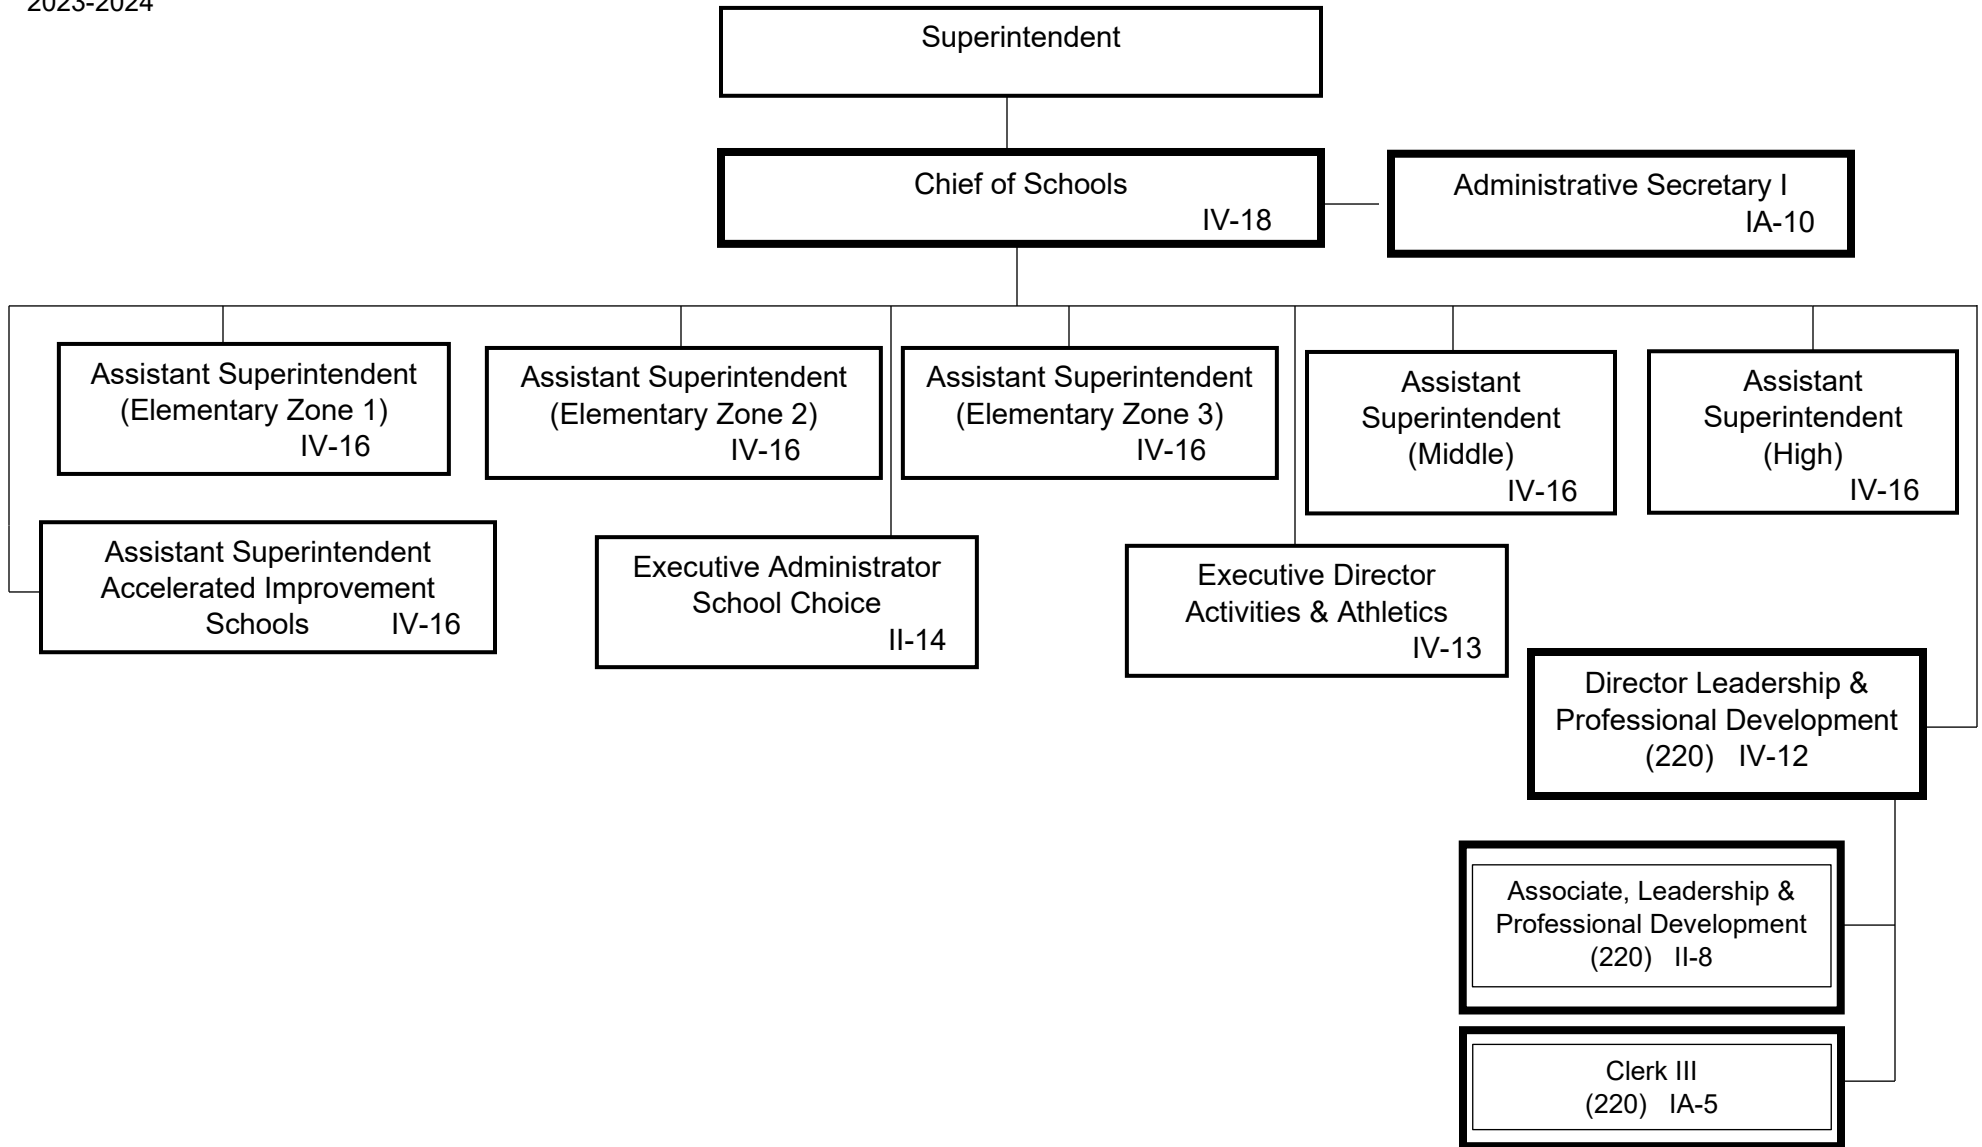 2023-2024
Superintendent
Chief of Schools
IV-18
Administrative Secretary I
IA-10
Assistant Superintendent
(Elementary Zone 1)
IV-16
Assistant Superintendent
(Elementary Zone 2)
IV-16
Assistant Superintendent
(Elementary Zone 3)
IV-16
Assistant
Superintendent
(Middle)
IV-16
Assistant
Superintendent
(High)
IV-16
Assistant Superintendent
Accelerated Improvement
Schools IV-16
Executive Administrator
School Choice
II-14
Executive Director
Activities & Athletics
IV-13
Director Leadership &
Professional Development
(220) IV-12
Associate, Leadership &
Professional Development
(220) II-8
Clerk III
(220) IA-5